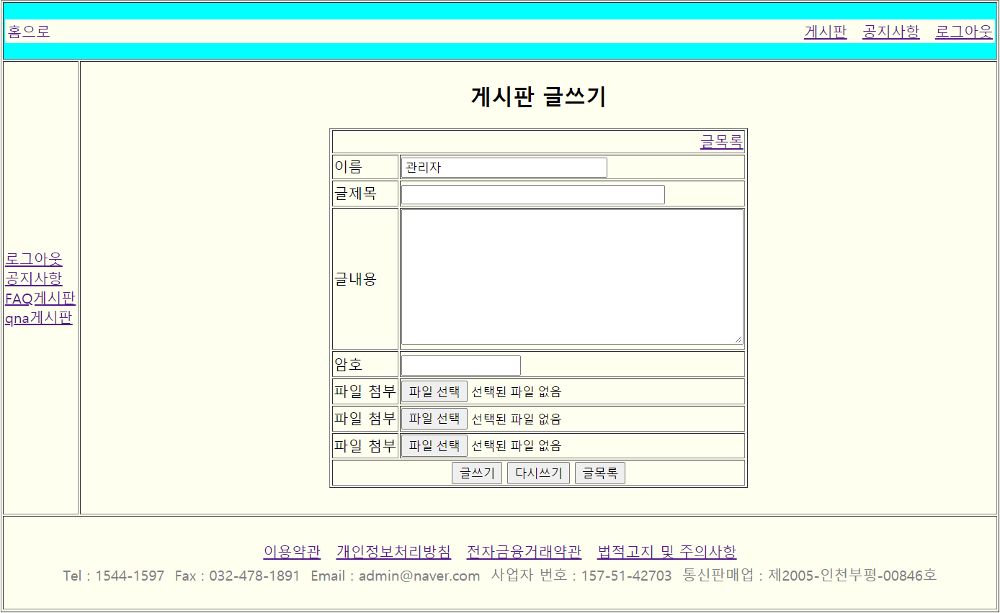 홈으로 게시판 공지사항 로그아웃
로그아웃
공지사항
FAQ게시판
qna게시판
게시판 글쓰기
글목록
이름 관리자
글제목
글내용
암호
파일 첨부 파일 선택 선택된 파일 없음
파일 첨부 파일 선택 선택된 파일 없음
파일 첨부 파일 선택 선택된 파일 없음
글쓰기 다시쓰기 글목록
이용약관 개인정보처리방침 전자금융거래약관 법적고지 및 주의사항
Tel : 1544-1597 Fax : 032-478-1891 Email : admin@naver.com 사업자 번호 : 157-51-42703 통신판매업 : 제2005-인천부평-00846호